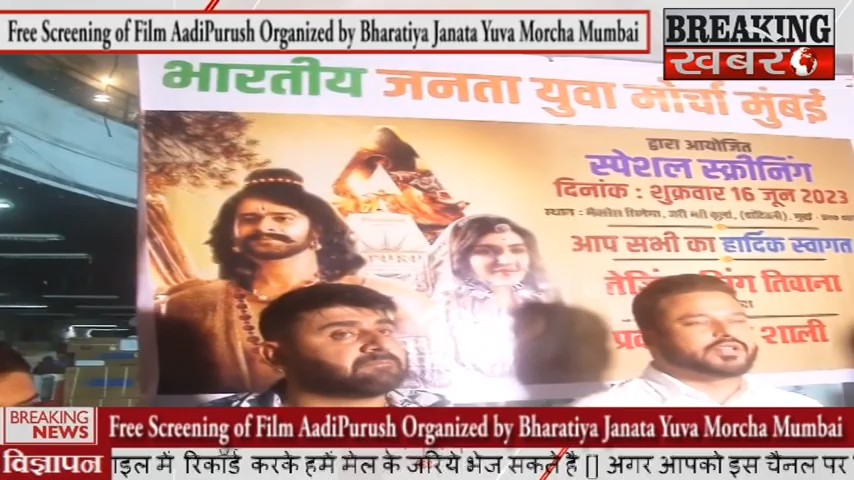 Free Screening of Film AadiPurush Organized by Bharatiya Janata Yuva Morcha Mumbai
BREAKING
खबर
भारतीय जनता युवा मोर्चा मुंबई
द्वारा आयोजित
स्पेशल स्क्रीनिंग
दिनांक : शुक्रवार 16 जून 2023
स्थान :
आप सभी का हार्दिक स्वागत
तिवाना
शाली
BREAKING
NEWS
Free Screening of Film AadiPurush Organized by Bharatiya Janata Yuva Morcha Mumbai
विज्ञापन
इल में रिकॉर्ड करके हमें मेल के जरिये भेज सकते है [] अगर आपको इस चैनल पर